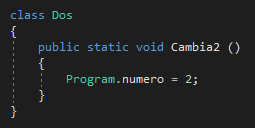 class Dos
{
public static void Cambia2 ()
{
Program.numero = 2;
}
}